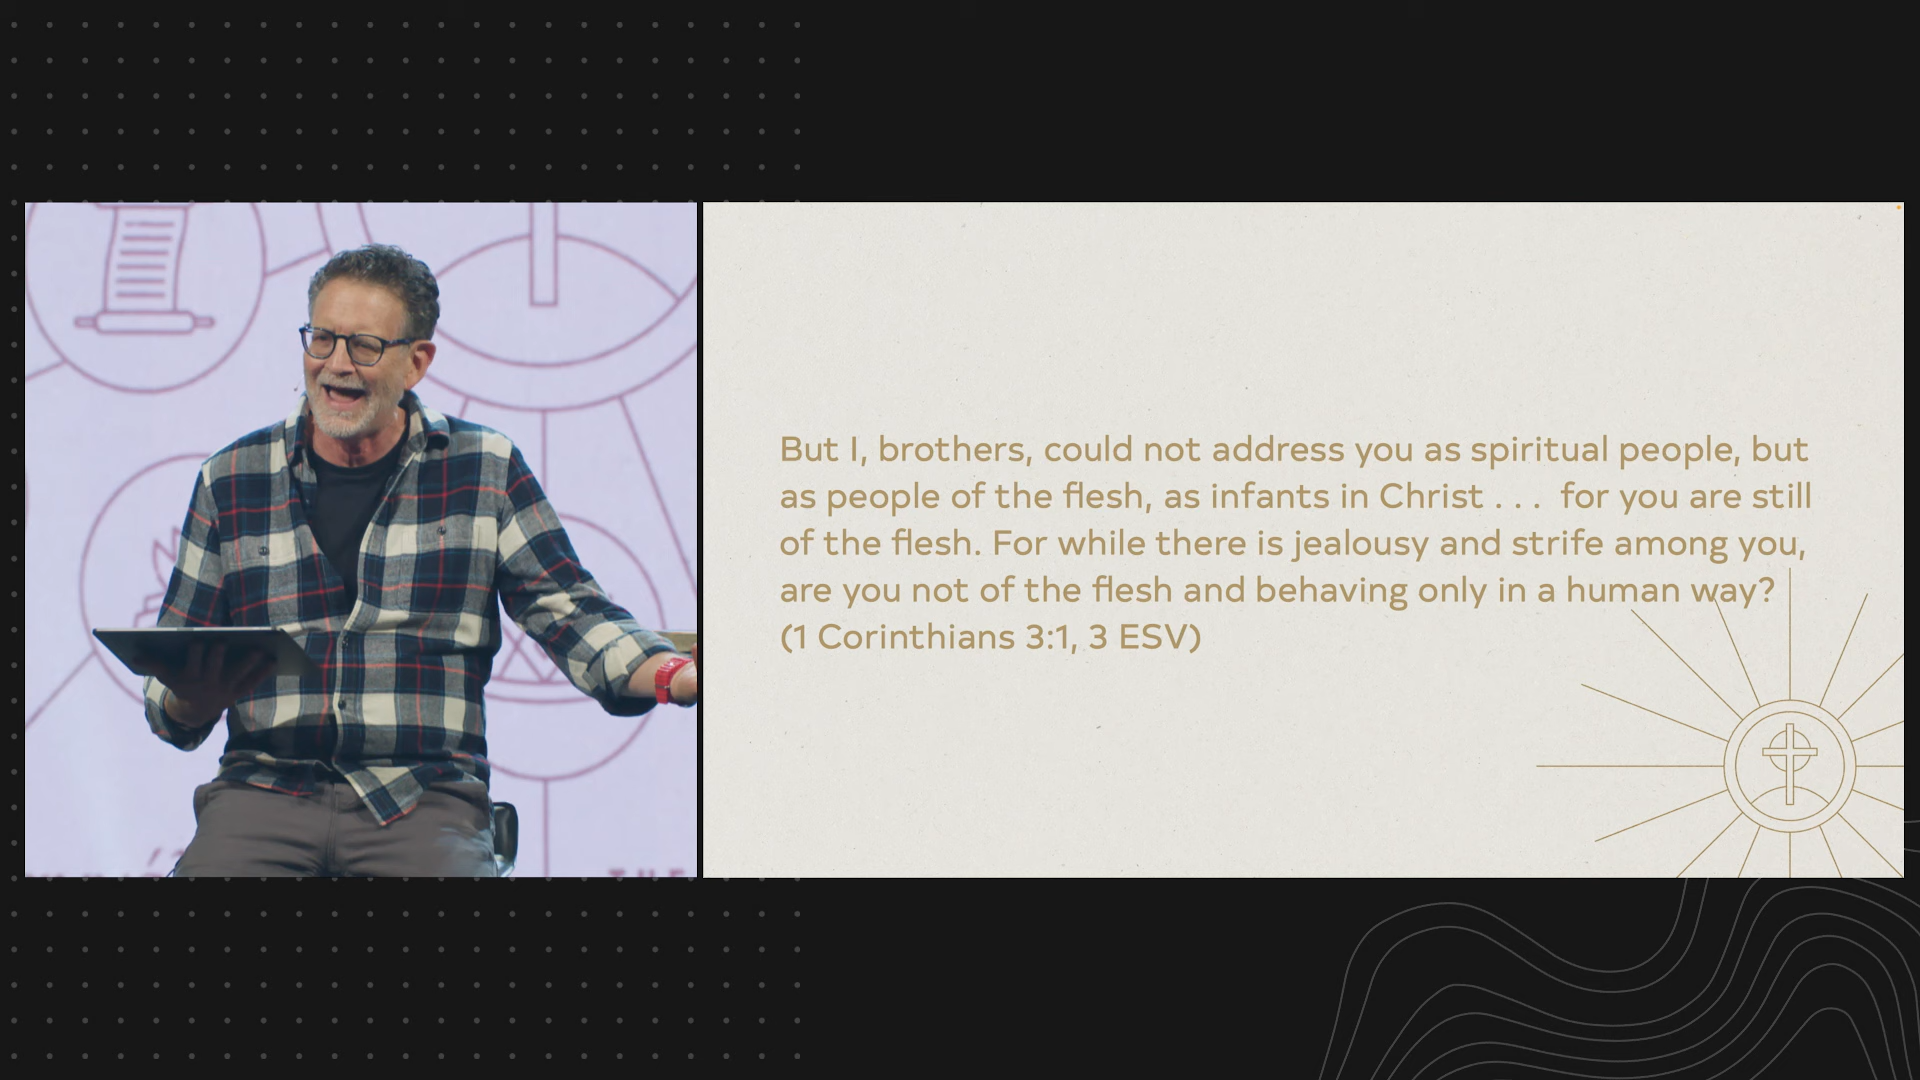 But I, brothers, could not address you as spiritual people, but
as people of the flesh, as infants in Christ . . .  for you are still
of the flesh. For while there is jealousy and strife among you,
are you not of the flesh and behaving only in a human way?
(1 Corinthians 3:1, 3 ESV)
THE